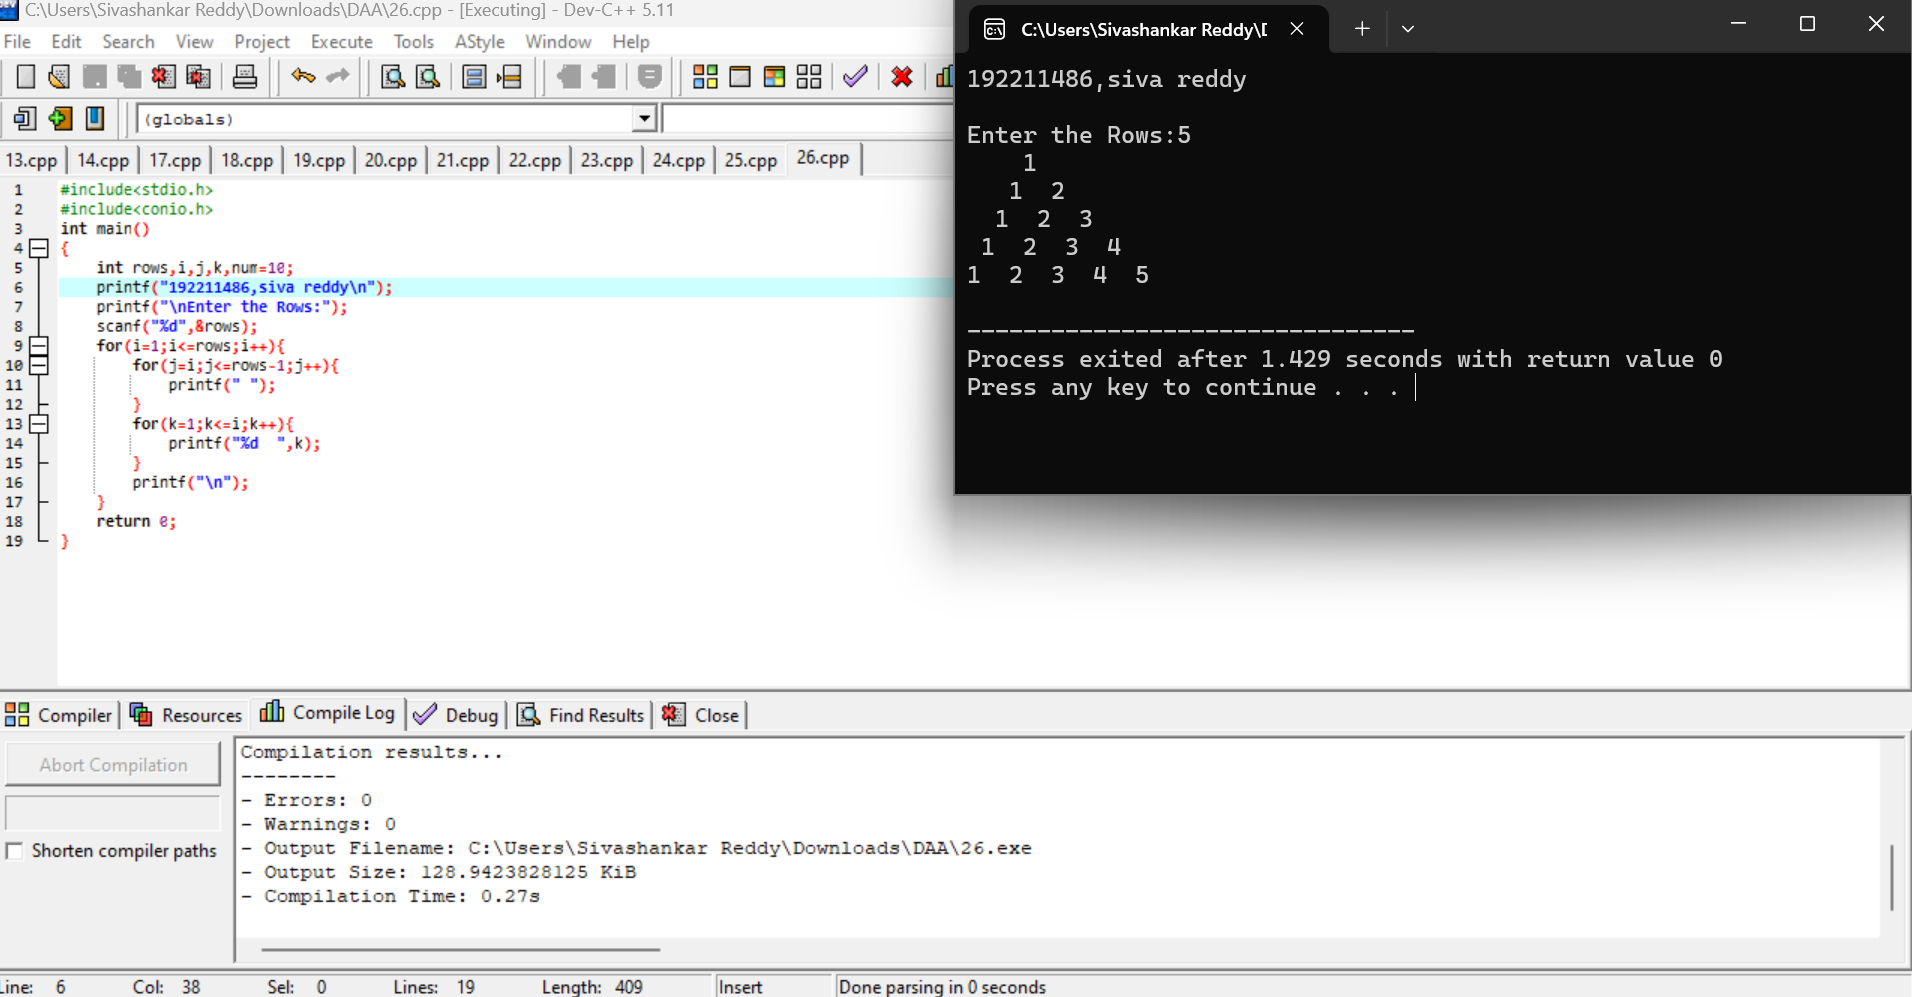 C:\Users\Sivashankar Reddy\Downloads\DAA\26.cpp - [Executing] - Dev-C++ 5.11
File Edit Search View Project Execute Tools AStyle Window Help
(globals)
13.cpp 14.cpp 17.cpp 18.cpp 19.cpp 20.cpp 21.cpp 22.cpp 23.cpp 24.cpp 25.cpp 26.cpp
1 #include<stdio.h>
2 #include<conio.h>
3 int main()
4 {
5 int rows,i,j,k,num=10;
6 printf("192211486,siva reddy\n");
7 printf("\nEnter the Rows:");
8 scanf("%d",&rows);
9 for(i=1;i<=rows;i++){
10 for(j=i;j<=rows-1;j++){
11 printf(" ");
12 }
13 for(k=1;k<=i;k++){
14 printf("%d  ",k);
15 }
16 printf("\n");
17 }
18 return 0;
19 }
C:\Users\Sivashankar Reddy\D
192211486,siva reddy
Enter the Rows:5
    1
   1  2
  1  2  3
 1  2  3  4
1  2  3  4  5
--------------------------------
Process exited after 1.429 seconds with return value 0
Press any key to continue . . .
Compiler Resources Compile Log Debug Find Results Close
Abort Compilation
Shorten compiler paths
Compilation results...
--------
- Errors: 0
- Warnings: 0
- Output Filename: C:\Users\Sivashankar Reddy\Downloads\DAA\26.exe
- Output Size: 128.9423828125 KiB
- Compilation Time: 0.27s
Line: 6 Col: 38 Sel: 0 Lines: 19 Length: 409 Insert Done parsing in 0 seconds